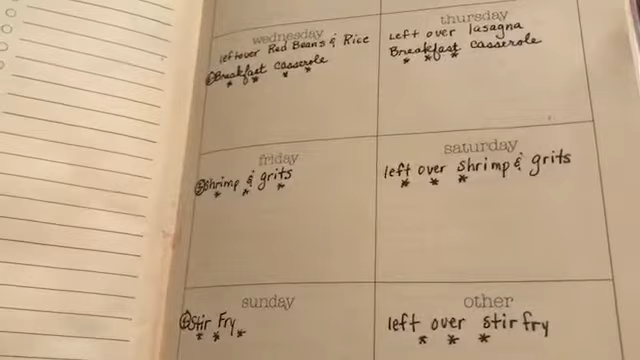 wednesday
leftover Red Beans & Rice
Breakfast casserole
thursday
Left over lasagna
Breakfast casserole
friday
shrimp & grits
saturday
left over shrimp & grits
sunday
Stir Fry
other
left over stir fry